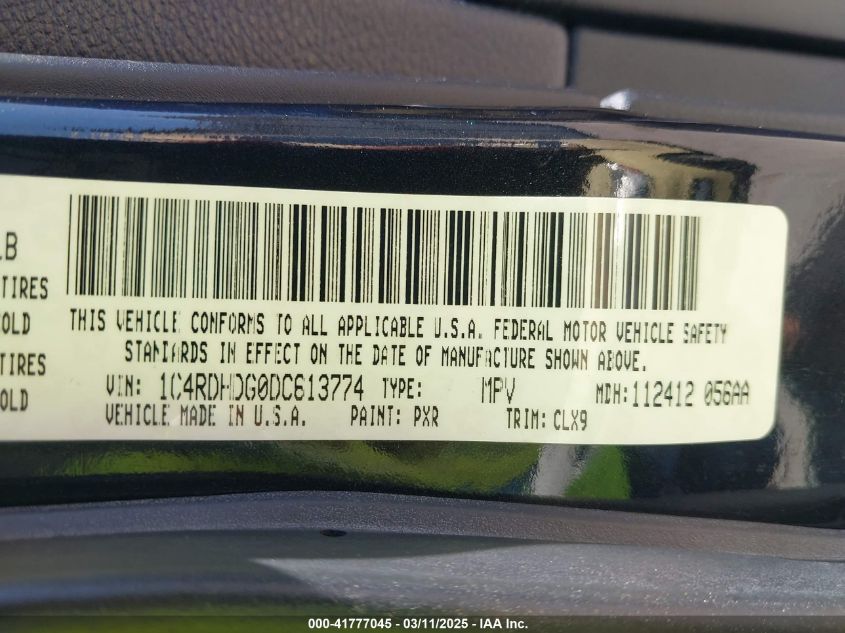 LB
TIRES
OLD
TIRES
OLD
THIS VEHICLE CONFORMS TO ALL APPLICABLE U.S.A. FEDERAL MOTOR VEHICLE SAFETY
STANDARDS IN EFFECT ON THE DATE OF MANUFACTURE SHOWN ABOVE.
VIN: 1C4RDHDG0DC613774 TYPE: MPV MDH:112412 056AA
VEHICLE MADE IN U.S.A. PAINT: PXR TRIM: CLX9
000-41777045 - 03/11/2025 - IAA Inc.